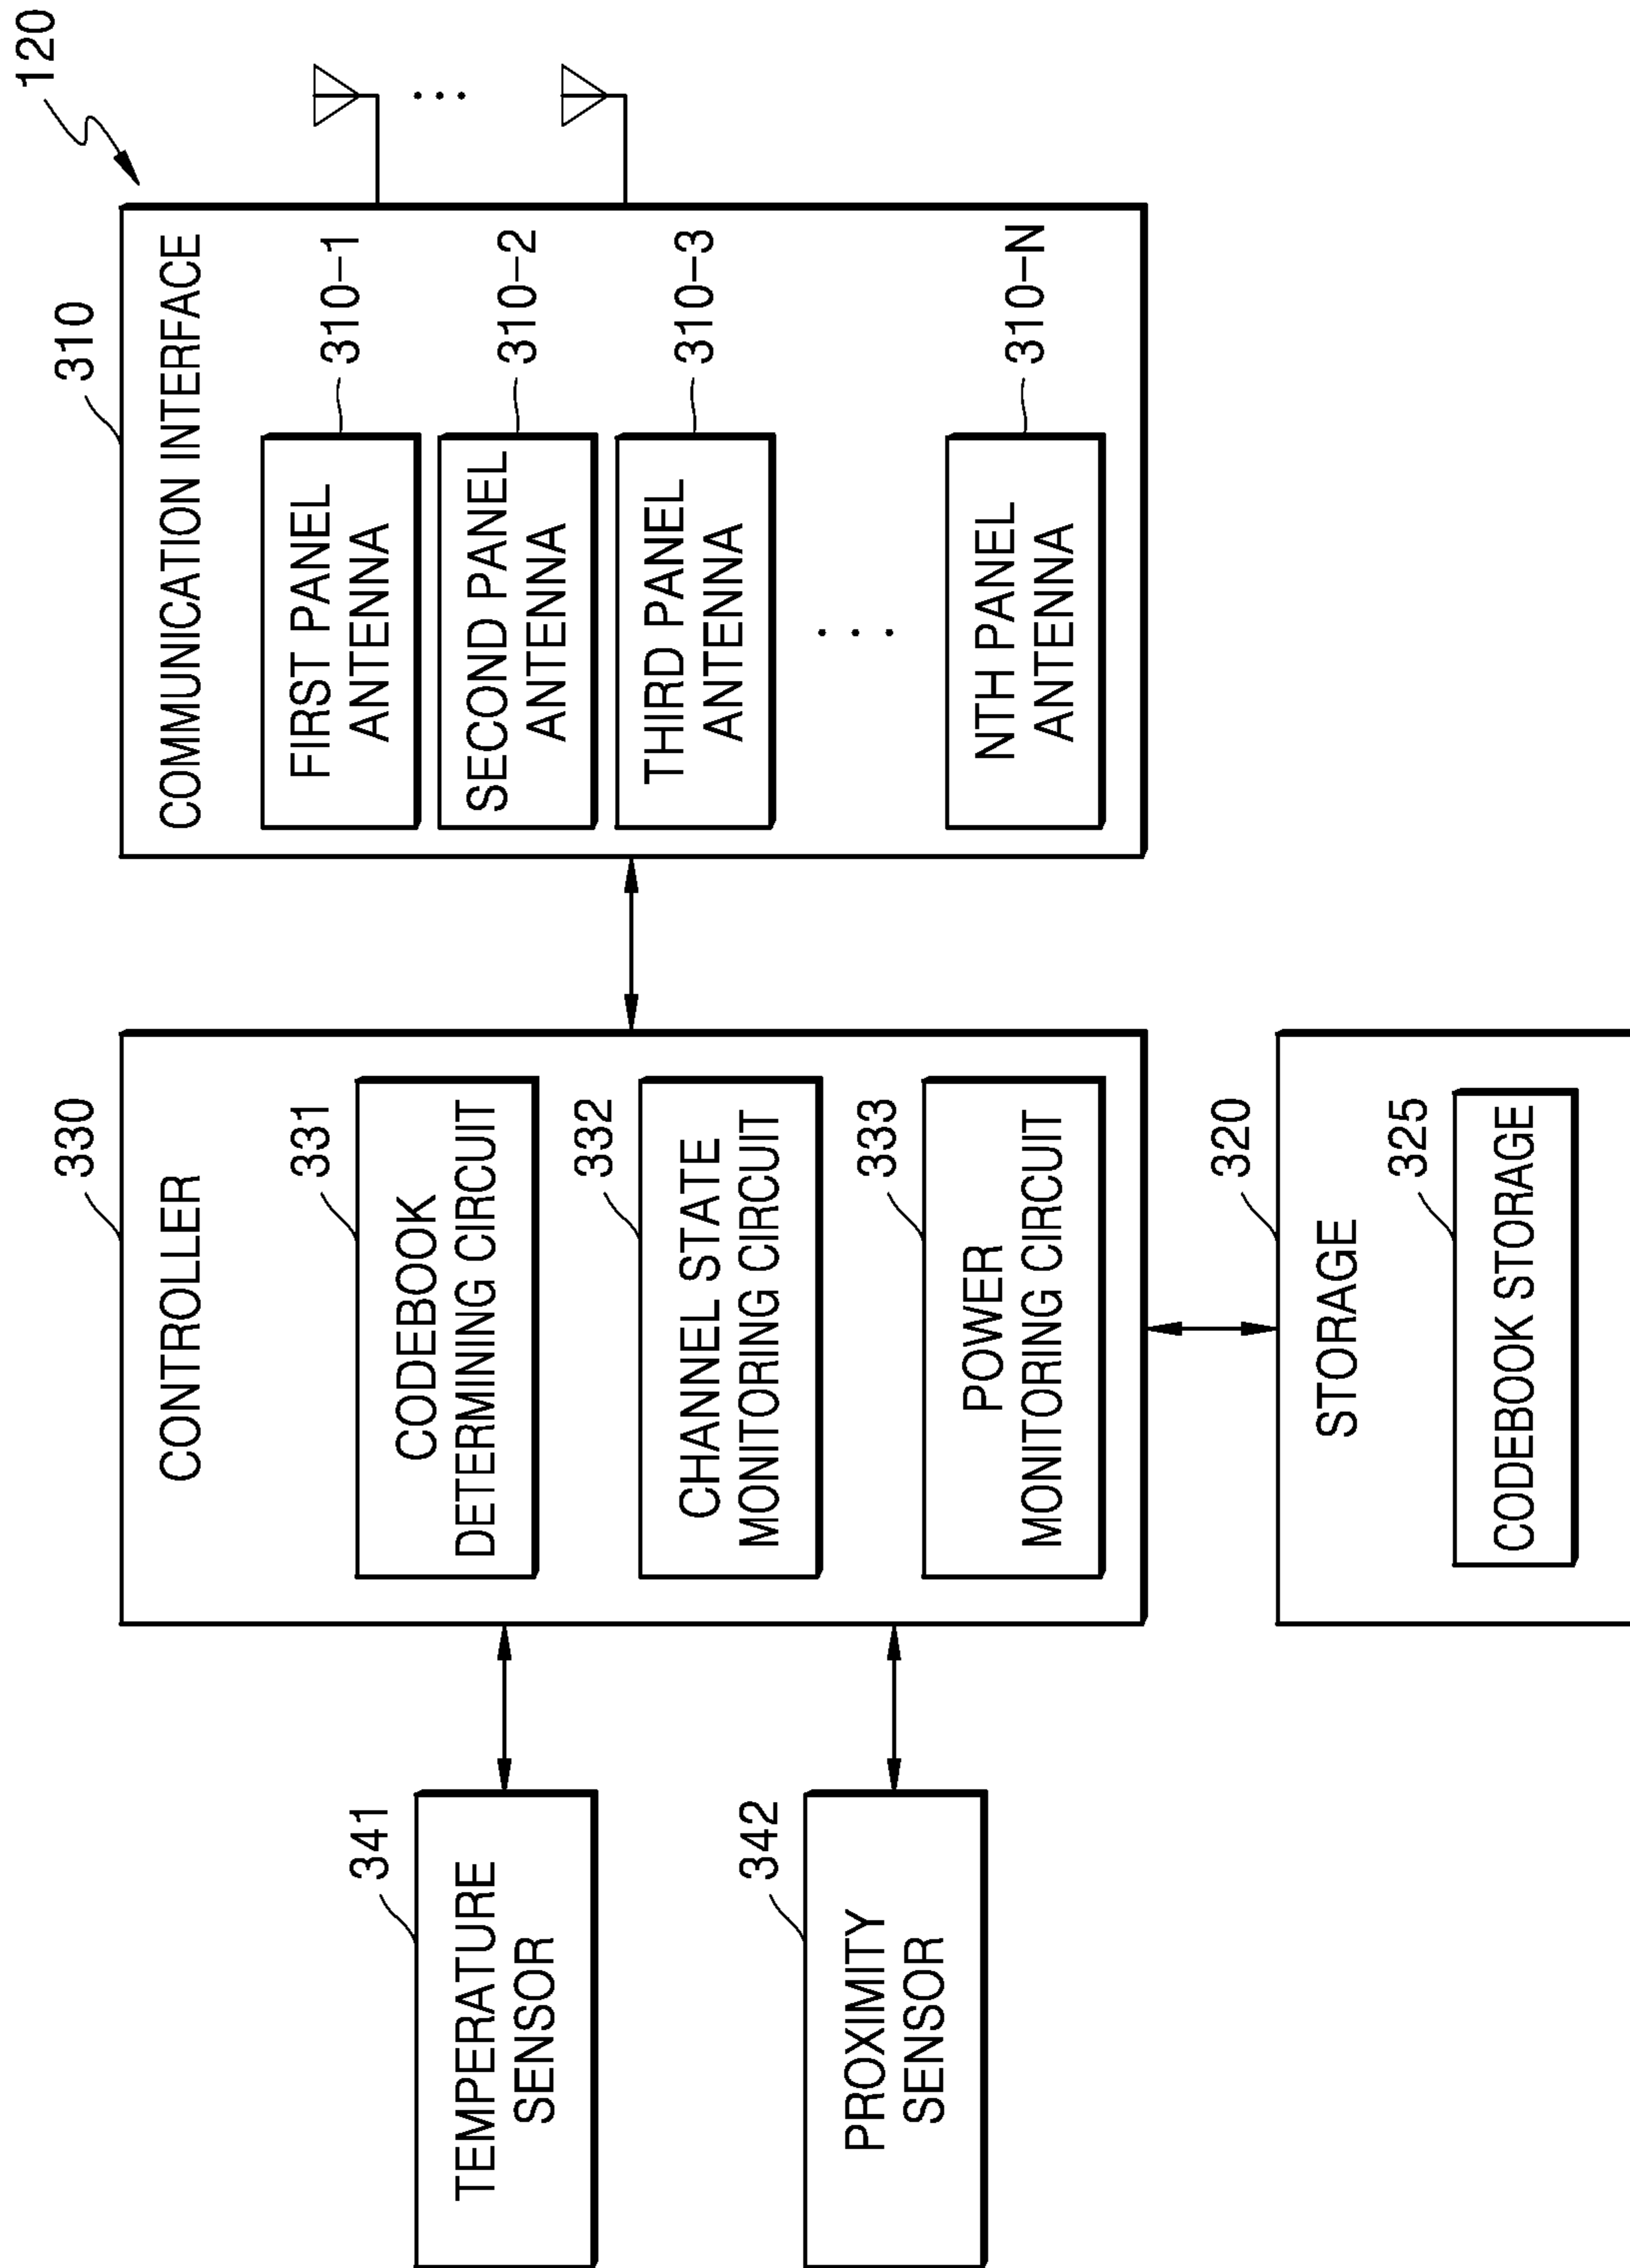 120
310
COMMUNICATION INTERFACE
FIRST PANEL
ANTENNA
310-1
SECOND PANEL
ANTENNA
310-2
THIRD PANEL
ANTENNA
310-3
NTH PANEL
ANTENNA
310-N
330
CONTROLLER
331
CODEBOOK
DETERMINING CIRCUIT
332
CHANNEL STATE
MONITORING CIRCUIT
333
POWER
MONITORING CIRCUIT
341
TEMPERATURE
SENSOR
342
PROXIMITY
SENSOR
320
STORAGE
325
CODEBOOK STORAGE